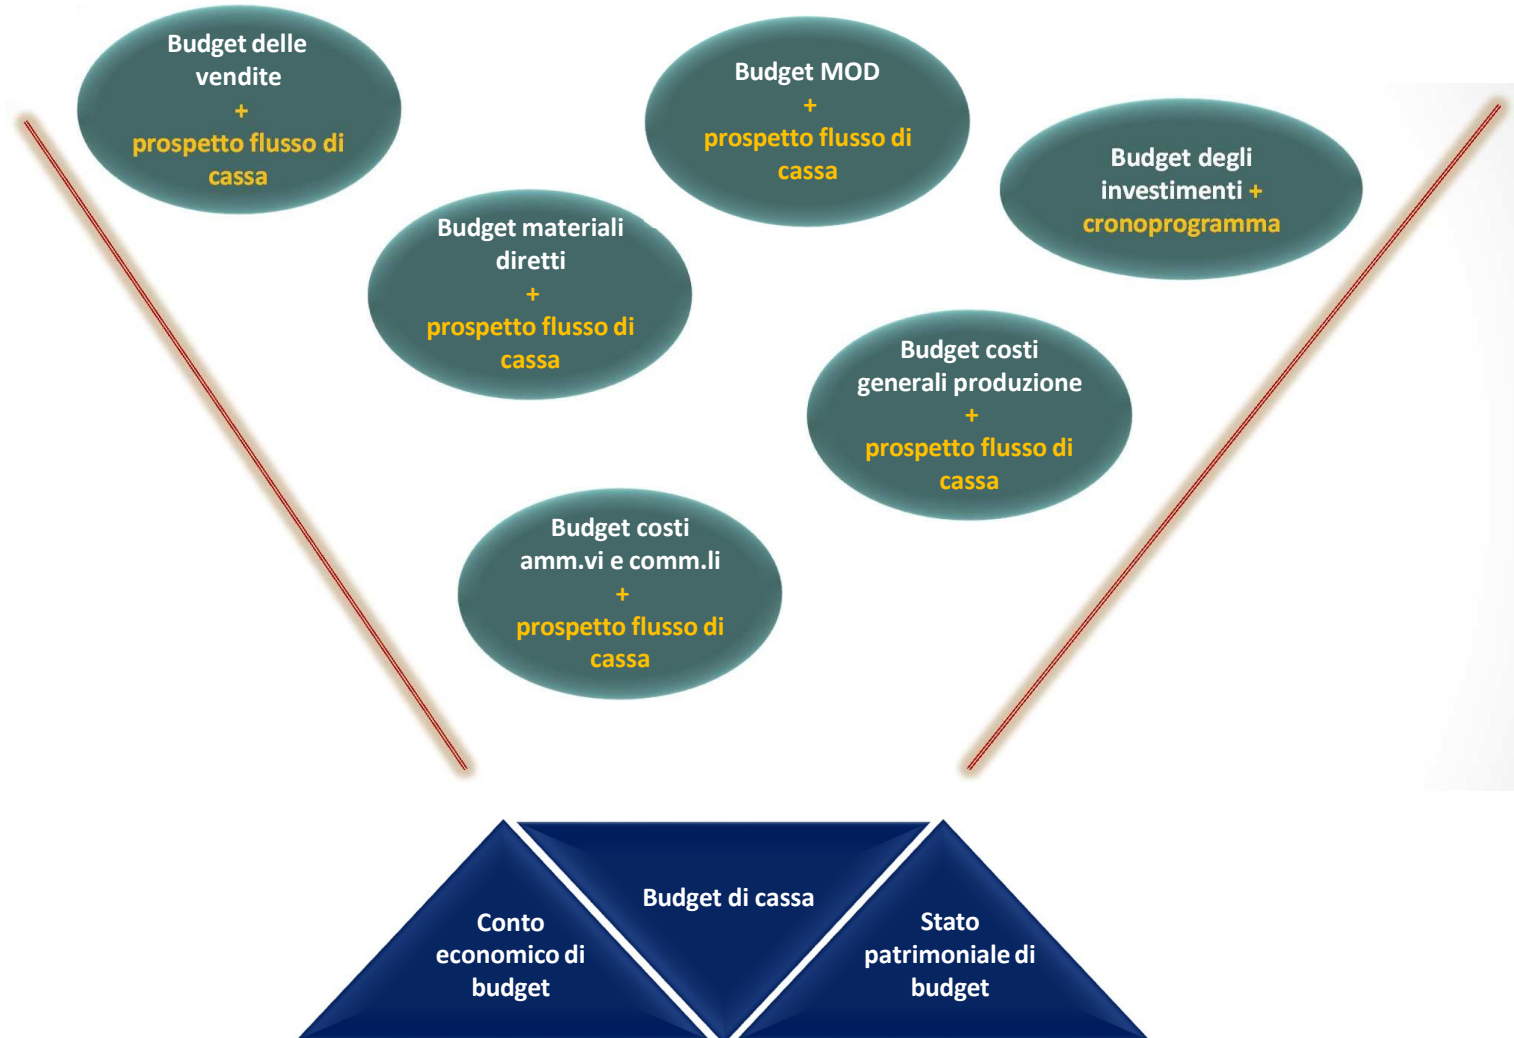 Budget delle
vendite
+
prospetto flusso di
cassa
Budget MOD
+
prospetto flusso di
cassa
Budget degli
investimenti +
cronoprogramma
Budget materiali
diretti
+
prospetto flusso di
cassa
Budget costi
generali produzione
+
prospetto flusso di
cassa
Budget costi
amm.vi e comm.li
+
prospetto flusso di
cassa
Budget di cassa
Conto
economico di
budget
Stato
patrimoniale di
budget